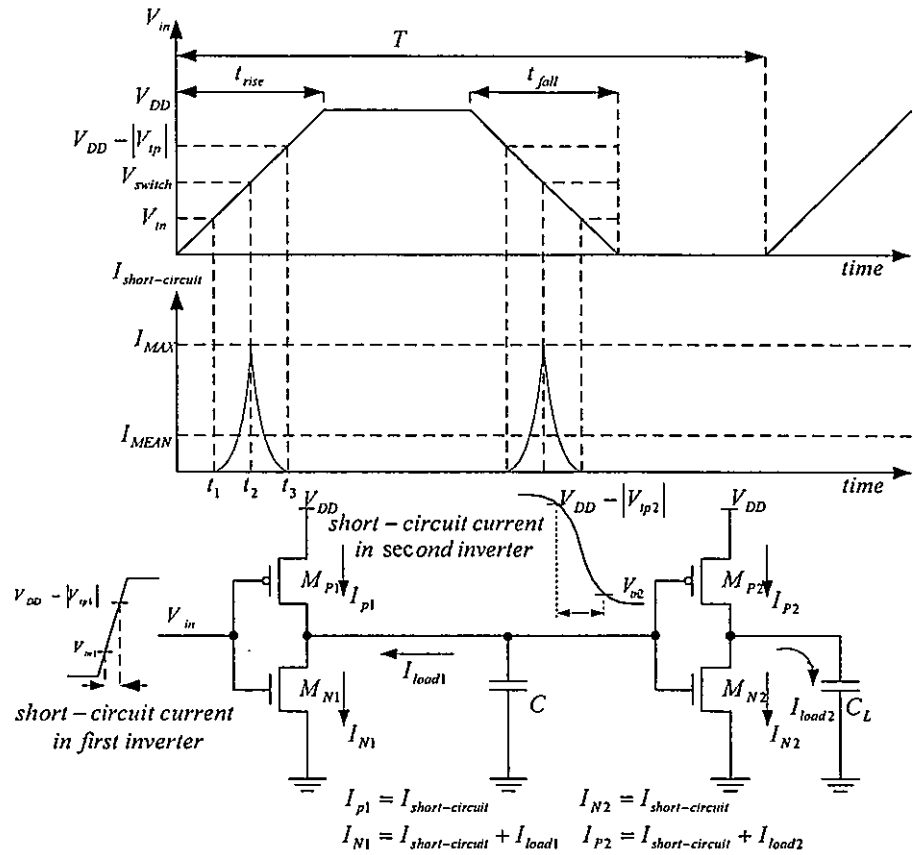 V_in
T
t_rise
t_fall
V_DD
V_DD − |V_tp|
V_switch
V_tn
I_short−circuit
time
I_MAX
I_MEAN
t_1 t_2 t_3
time
V_DD
short − circuit current
in second inverter
V_DD − |V_tp2|
V_DD
V_DD − |V_tp1|
V_tn1
V_in
M_P1
I_p1
V_tn2
M_P2
I_P2
I_load1
short − circuit current
in first inverter
M_N1
I_N1
C
M_N2
I_N2
I_load2
C_L
I_p1 = I_short−circuit I_N2 = I_short−circuit
I_N1 = I_short−circuit + I_load1 I_P2 = I_short−circuit + I_load2